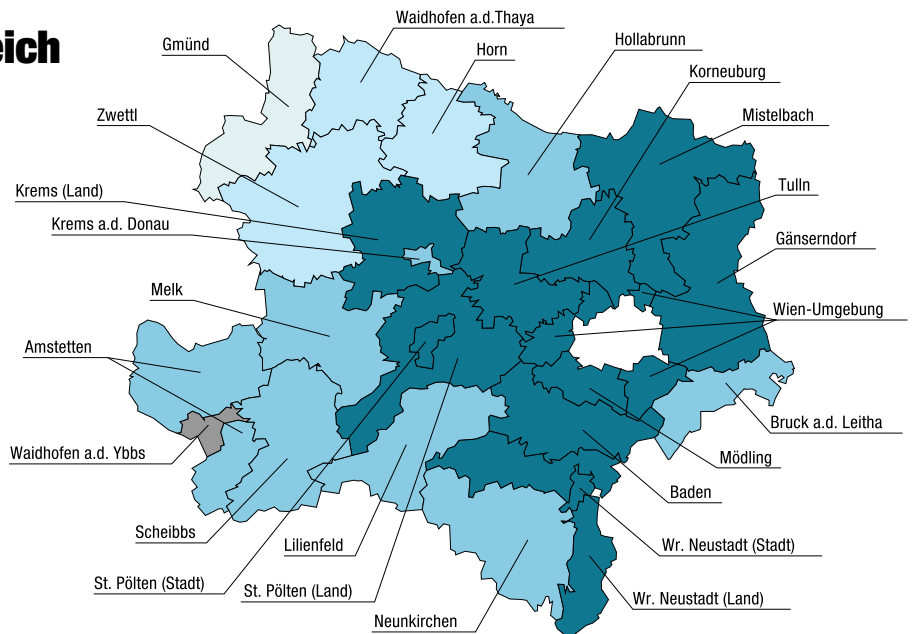 eich
Waidhofen a.d.Thaya
Gmünd
Horn
Hollabrunn
Korneuburg
Zwettl
Mistelbach
Krems (Land)
Tulln
Krems a.d. Donau
Gänserndorf
Melk
Wien-Umgebung
Amstetten
Bruck a.d. Leitha
Waidhofen a.d. Ybbs
Mödling
Baden
Scheibbs
Lilienfeld
Wr. Neustadt (Stadt)
St. Pölten (Stadt)
St. Pölten (Land)
Wr. Neustadt (Land)
Neunkirchen